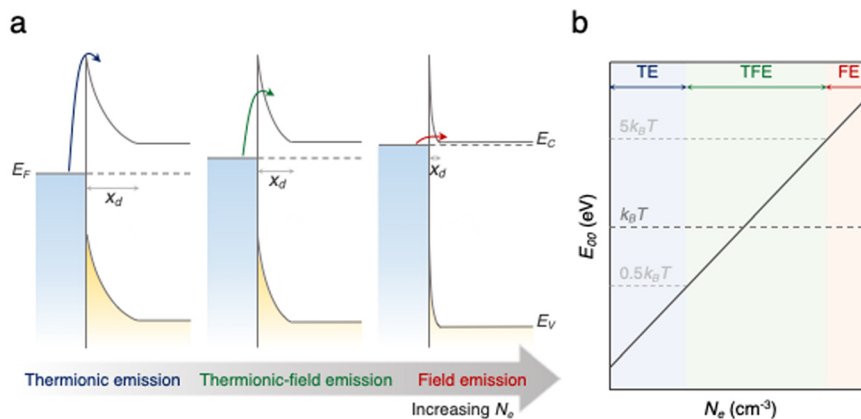 a
E_F
x_d
x_d
x_d
E_C
E_V
Thermionic emission
Thermionic-field emission
Field emission
Increasing N_e
b
TE
TFE
FE
5k_BT
k_BT
0.5k_BT
E_00 (eV)
N_e (cm⁻³)